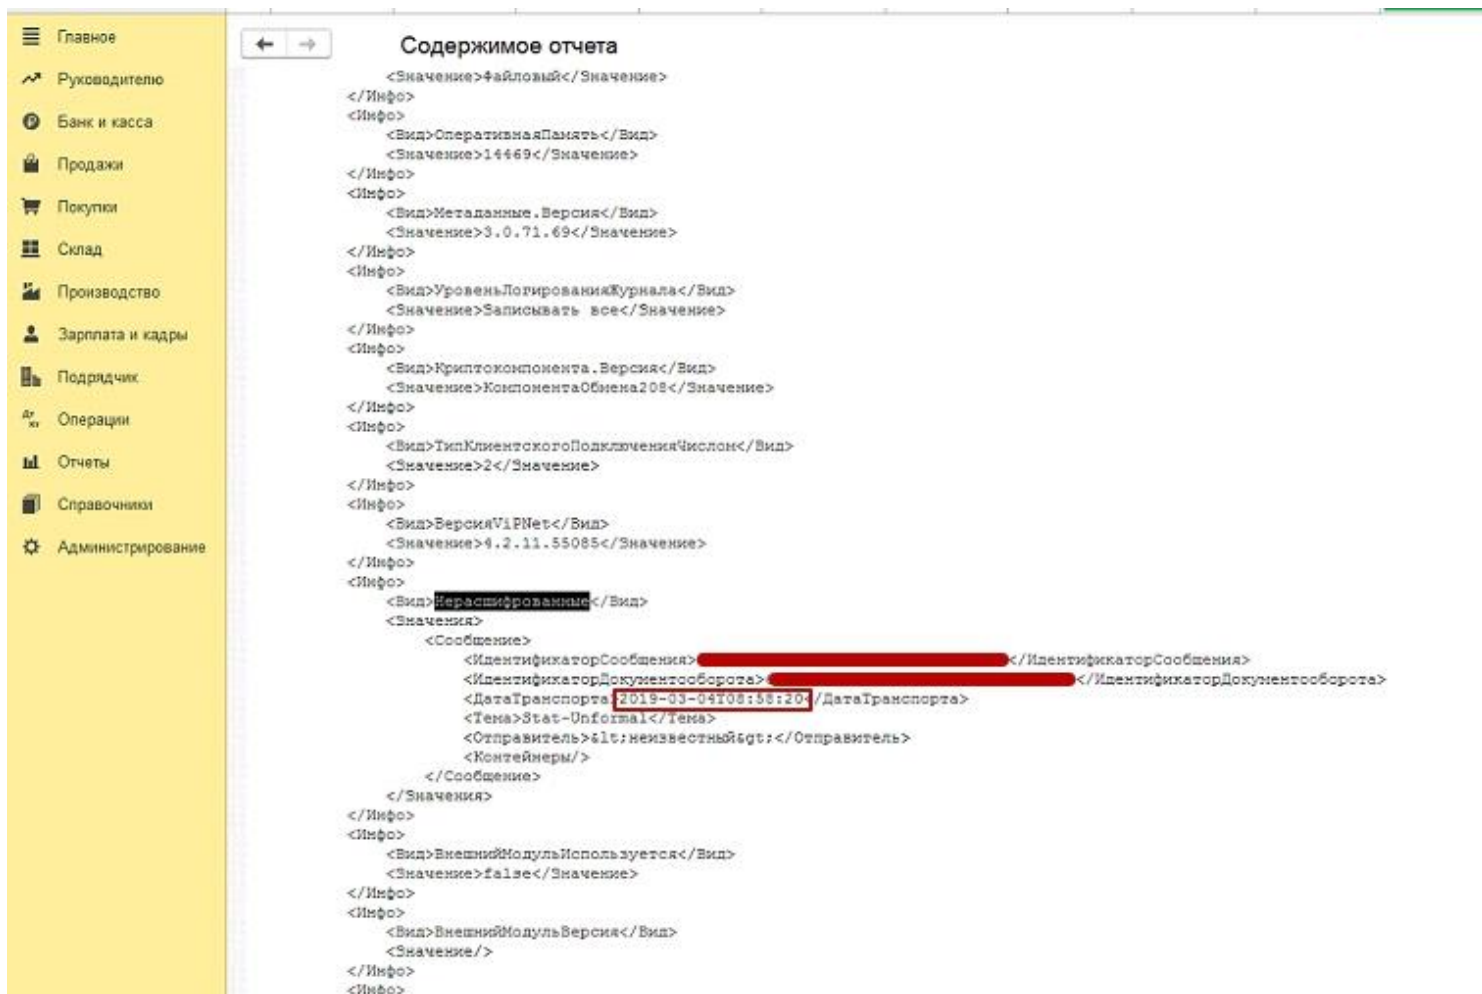 Главное
Руководителю
Банк и касса
Продажи
Покупки
Склад
Производство
Зарплата и кадры
Подрядчик
Операции
Отчеты
Справочники
Администрирование
Содержимое отчета
<Значение>Файловый</Значение>
</Инфо>
<Инфо>
<Вид>ОперативнаяПамять</Вид>
<Значение>14469</Значение>
</Инфо>
<Инфо>
<Вид>Метаданные.Версия</Вид>
<Значение>3.0.71.69</Значение>
</Инфо>
<Инфо>
<Вид>УровеньЛогированияЖурнала</Вид>
<Значение>Записывать все</Значение>
</Инфо>
<Инфо>
<Вид>Криптокомпонента.Версия</Вид>
<Значение>КомпонентаОбмена208</Значение>
</Инфо>
<Инфо>
<Вид>ТипКлиентскогоПодключенияЧислом</Вид>
<Значение>2</Значение>
</Инфо>
<Инфо>
<Вид>ВерсияViPNet</Вид>
<Значение>4.2.11.55085</Значение>
</Инфо>
<Инфо>
<Вид>Нерасшифрованные</Вид>
<Значения>
<Сообщение>
<ИдентификаторСообщения></ИдентификаторСообщения>
<ИдентификаторДокументооборота></ИдентификаторДокументооборота>
<ДатаТранспорта>2019-03-04T08:58:20</ДатаТранспорта>
<Тема>Stat-Unformal</Тема>
<Отправитель>&lt;неизвестный&gt;</Отправитель>
<Контейнеры/>
</Сообщение>
</Значения>
</Инфо>
<Инфо>
<Вид>ВнешнийМодульИспользуется</Вид>
<Значение>false</Значение>
</Инфо>
<Инфо>
<Вид>ВнешнийМодульВерсия</Вид>
<Значение/>
</Инфо>
<Инфо>